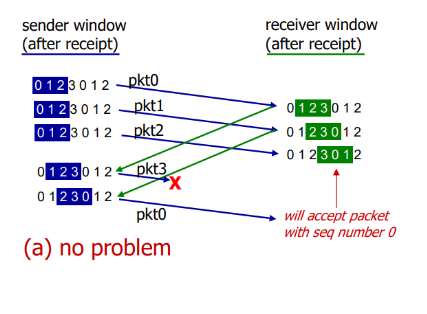 sender window
(after receipt)
receiver window
(after receipt)
0 1 2 3 0 1 2
pkt0
0 1 2 3 0 1 2
pkt1
0 1 2 3 0 1 2
0 1 2 3 0 1 2
pkt2
0 1 2 3 0 1 2
0 1 2 3 0 1 2
0 1 2 3 0 1 2
pkt3
X
0 1 2 3 0 1 2
pkt0
will accept packet
with seq number 0
(a) no problem